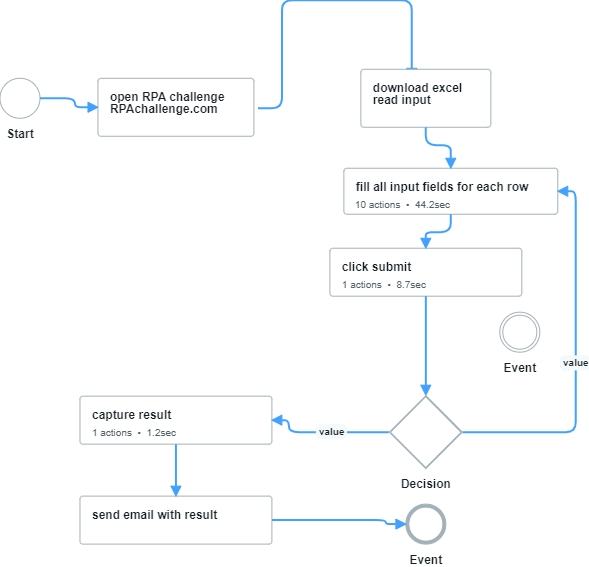 Start
open RPA challenge
RPAchallenge.com
download excel
read input
fill all input fields for each row
10 actions • 44.2sec
click submit
1 actions • 8.7sec
Event
value
capture result
1 actions • 1.2sec
value
Decision
send email with result
Event